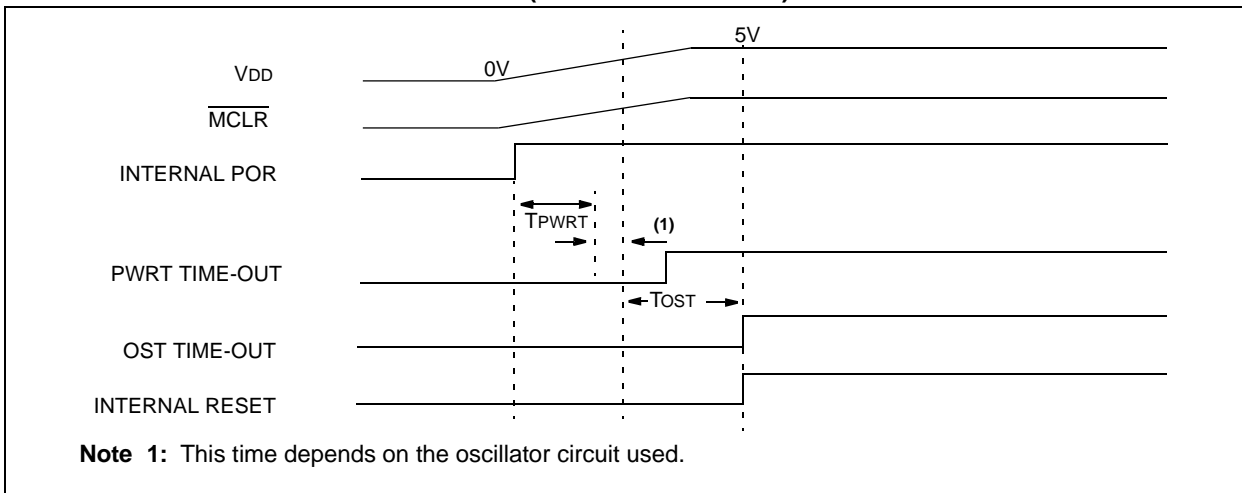 5V
VDD
0V
MCLR
INTERNAL POR
TPWRT
(1)
PWRT TIME-OUT
TOST
OST TIME-OUT
INTERNAL RESET
Note 1: This time depends on the oscillator circuit used.